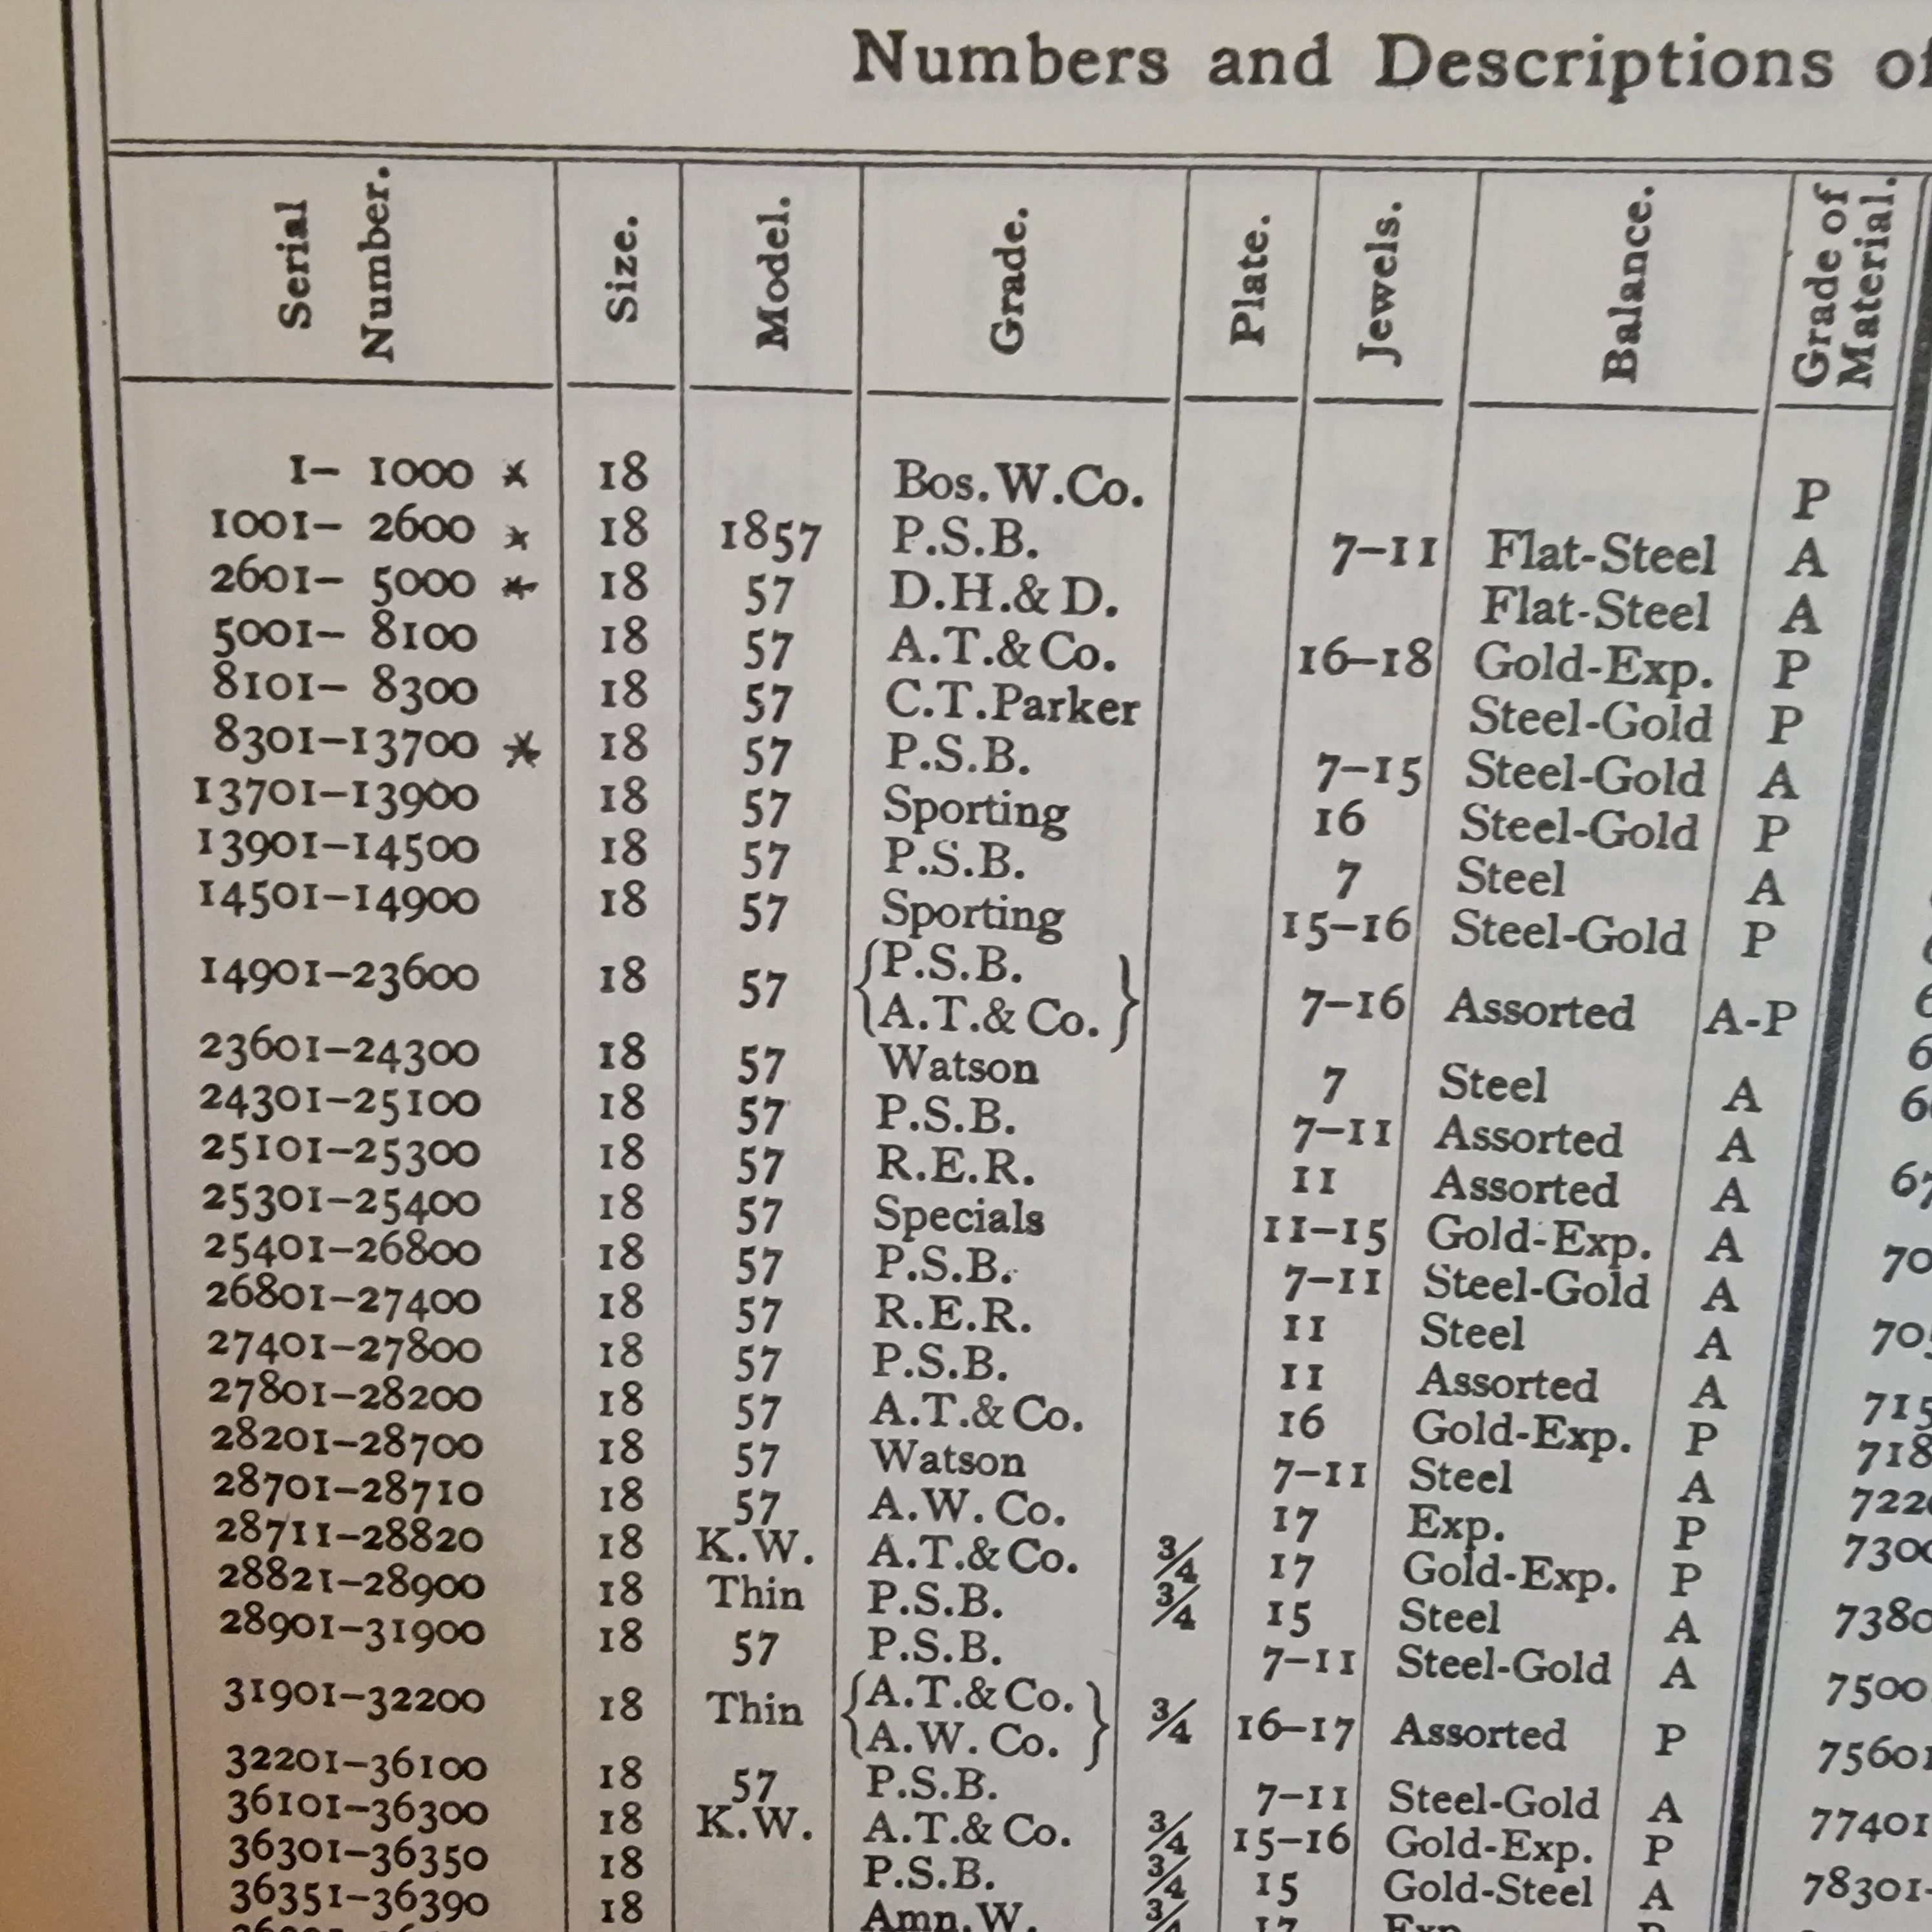 Numbers and Descriptions of
Serial Number. Size. Model. Grade. Plate. Jewels. Balance. Grade of Material.
1– 1000 * 18 Bos.W.Co. P
1001– 2600 * 18 1857 P.S.B. 7–11 Flat-Steel A
2601– 5000 * 18 57 D.H.& D. Flat-Steel A
5001– 8100 18 57 A.T.& Co. 16–18 Gold-Exp. P
8101– 8300 18 57 C.T.Parker Steel-Gold P
8301–13700 * 18 57 P.S.B. 7–15 Steel-Gold A
13701–13900 18 57 Sporting 16 Steel-Gold P
13901–14500 18 57 P.S.B. 7 Steel A
14501–14900 18 57 Sporting 15–16 Steel-Gold P
14901–23600 18 57 {P.S.B. A.T.& Co.} 7–16 Assorted A-P
23601–24300 18 57 Watson 7 Steel A
24301–25100 18 57 P.S.B. 7–11 Assorted A
25101–25300 18 57 R.E.R. 11 Assorted A
25301–25400 18 57 Specials 11–15 Gold-Exp. A
25401–26800 18 57 P.S.B. 7–11 Steel-Gold A
26801–27400 18 57 R.E.R. 11 Steel A
27401–27800 18 57 P.S.B. 11 Assorted A
27801–28200 18 57 A.T.& Co. 16 Gold-Exp. P
28201–28700 18 57 Watson 7–11 Steel A
28701–28710 18 57 A.W. Co. 17 Exp. P
28711–28820 18 K.W. A.T.& Co. ¾ 17 Gold-Exp. P
28821–28900 18 Thin P.S.B. ¾ 15 Steel A
28901–31900 18 57 P.S.B. 7–11 Steel-Gold A
31901–32200 18 Thin {A.T.& Co. A.W. Co.} ¾ 16–17 Assorted P
32201–36100 18 57 P.S.B. 7–11 Steel-Gold A
36101–36300 18 K.W. A.T.& Co. ¾ 15–16 Gold-Exp. P
36301–36350 18 P.S.B. ¾ 15 Gold-Steel A
36351–36390 18 Amn.W. ¾ 17 Exp.